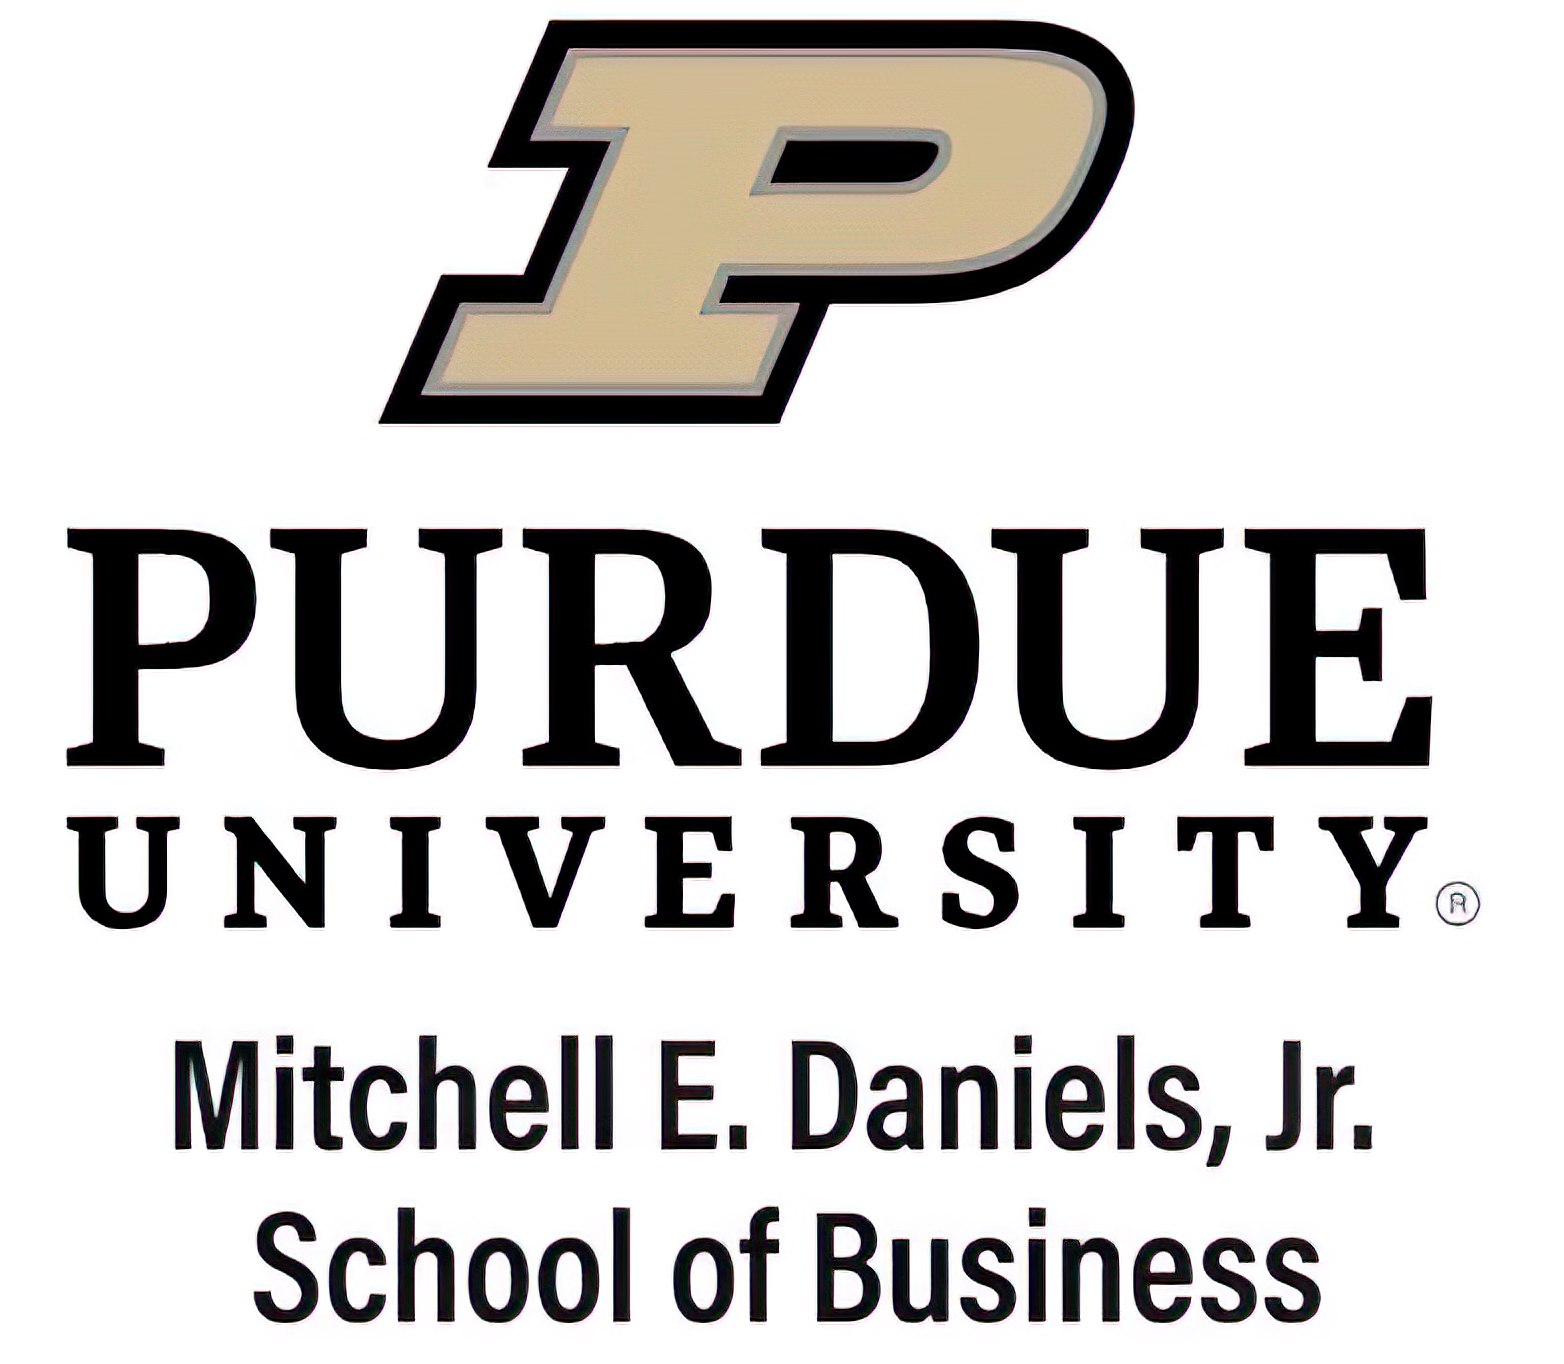 P
PURDUE
UNIVERSITY®
Mitchell E. Daniels, Jr.
School of Business